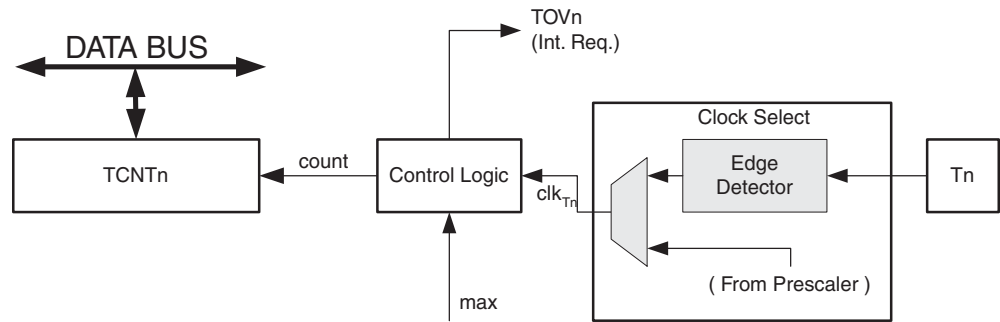 TOVn
(Int. Req.)
DATA BUS
Clock Select
TCNTn
count
Control Logic
clkTn
Edge
Detector
Tn
( From Prescaler )
max